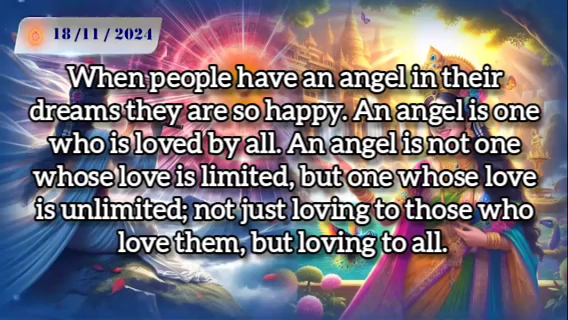 18/11/2024
When people have an angel in their
dreams they are so happy. An angel is one
who is loved by all. An angel is not one
whose love is limited, but one whose love
is unlimited; not just loving to those who
love them, but loving to all.